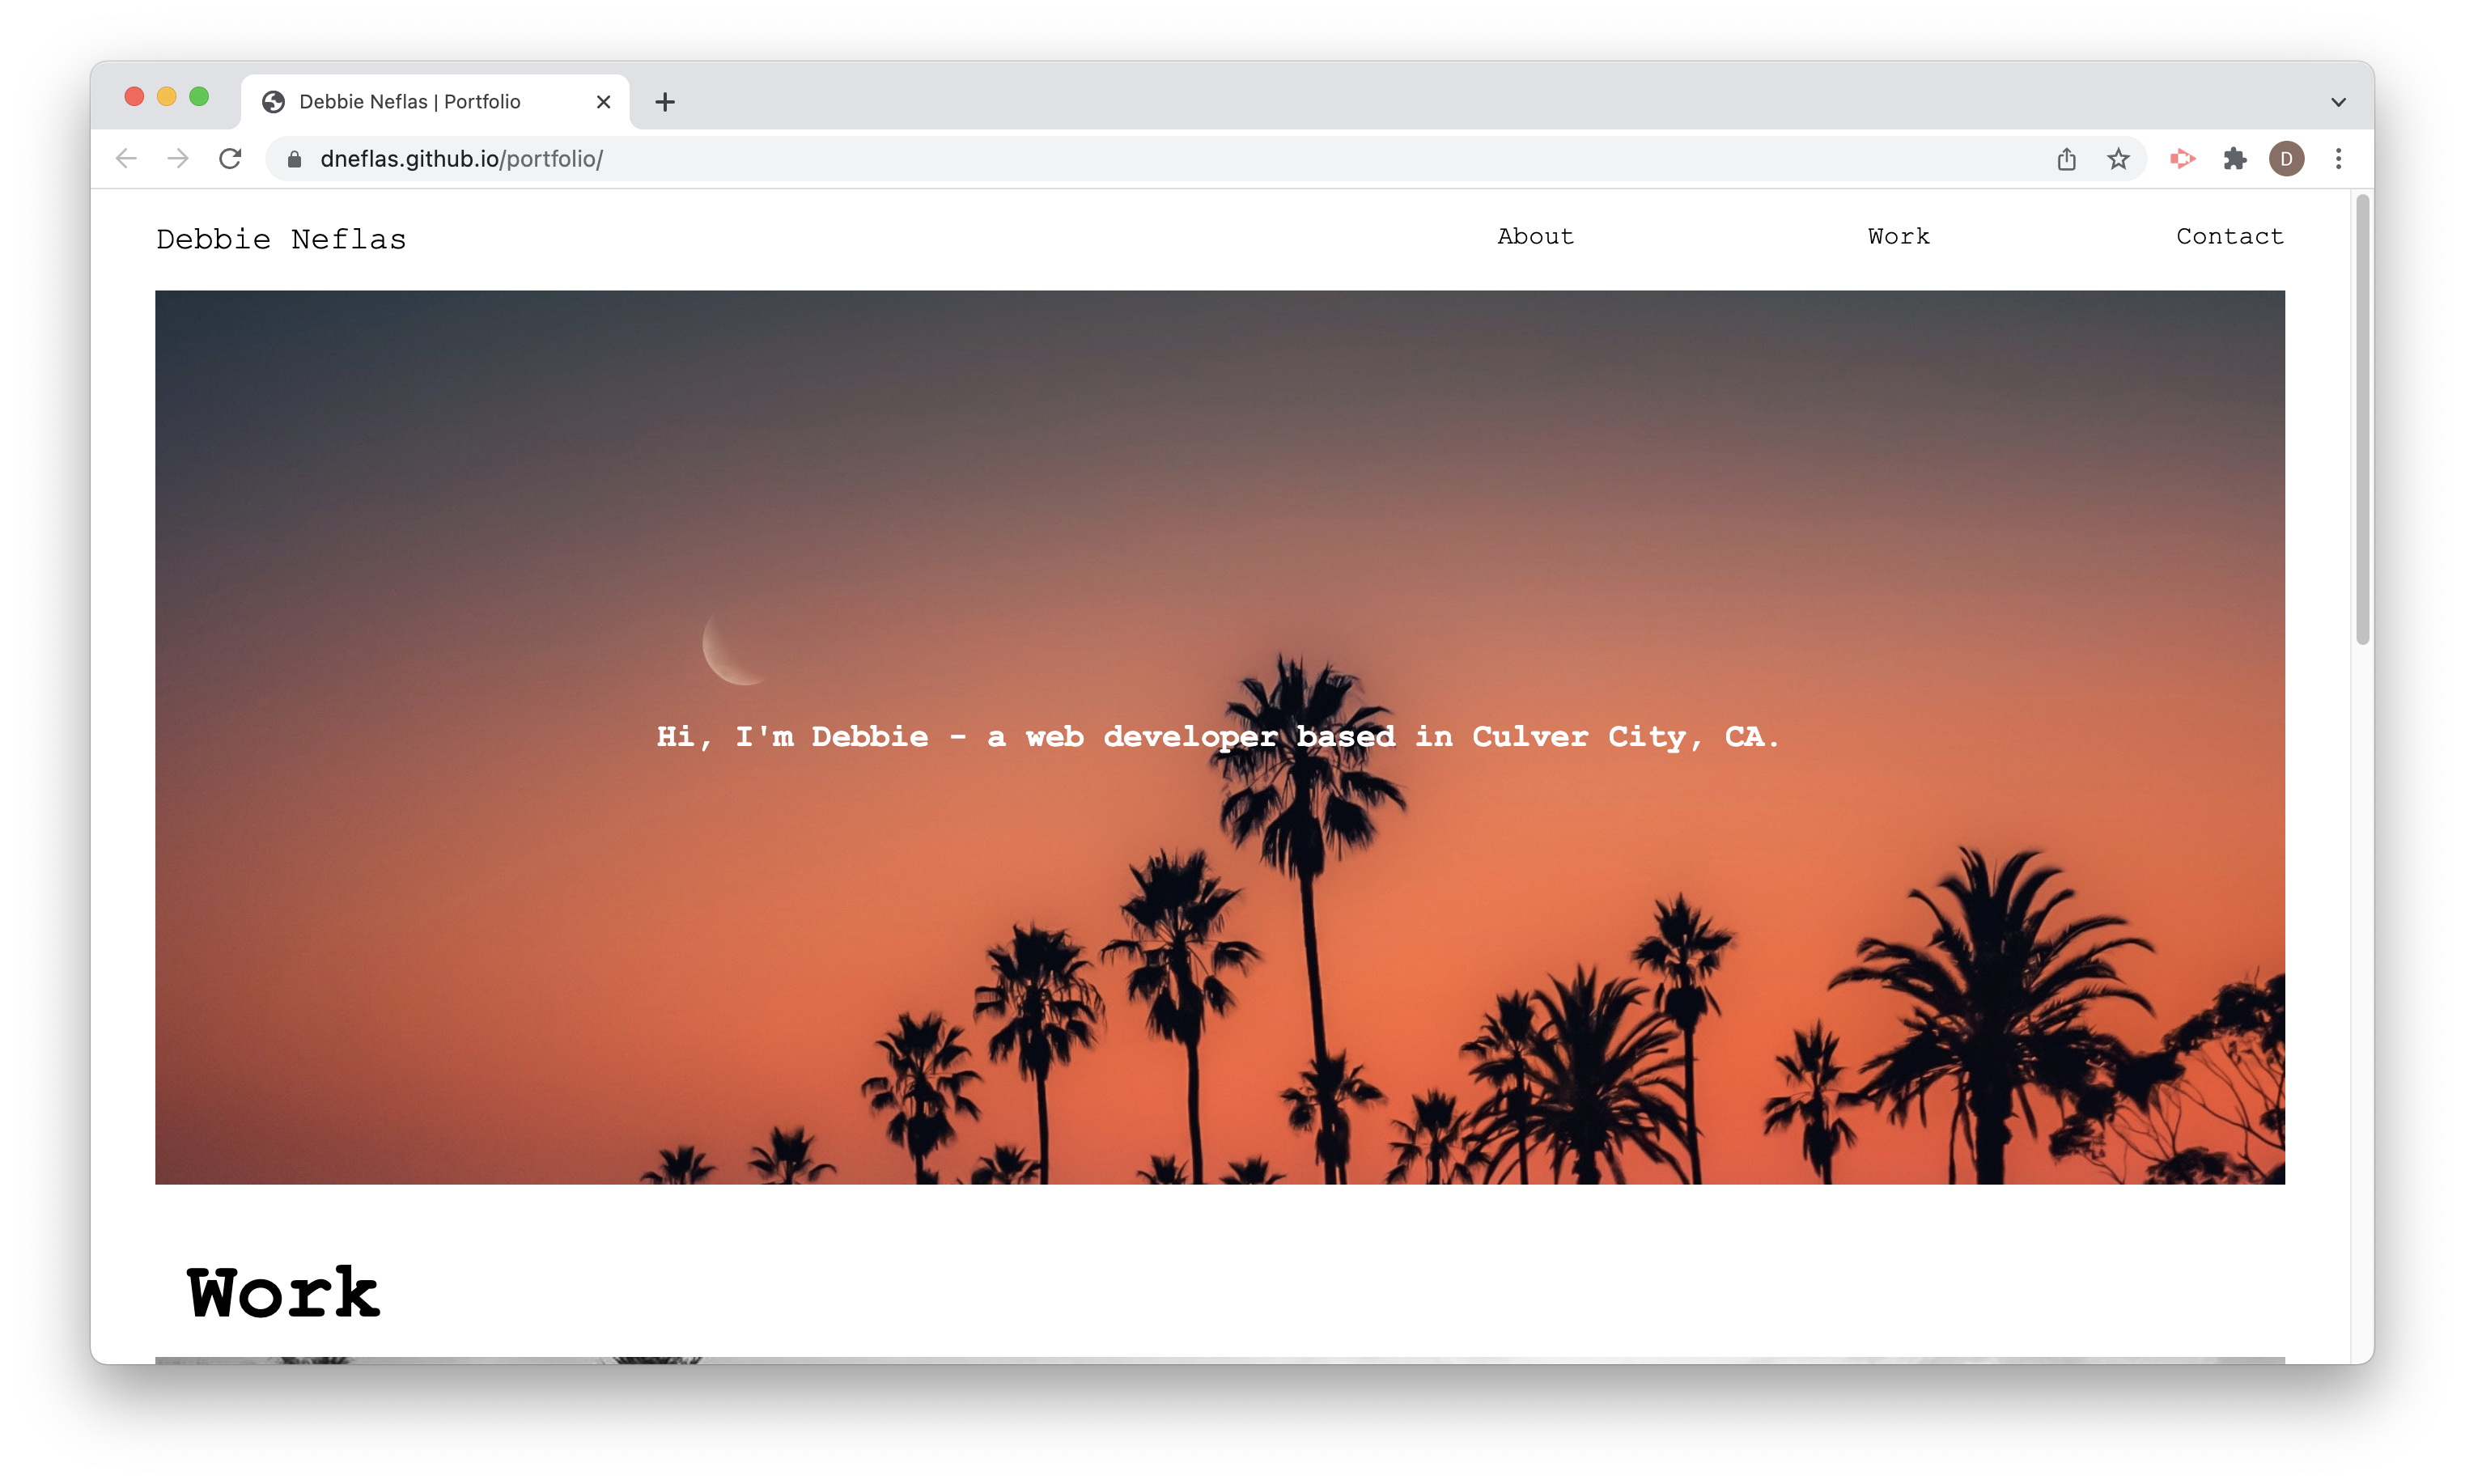 Debbie Neflas | Portfolio
dneflas.github.io/portfolio/
D
Debbie Neflas
About
Work
Contact
Hi, I'm Debbie - a web developer based in Culver City, CA.
Work